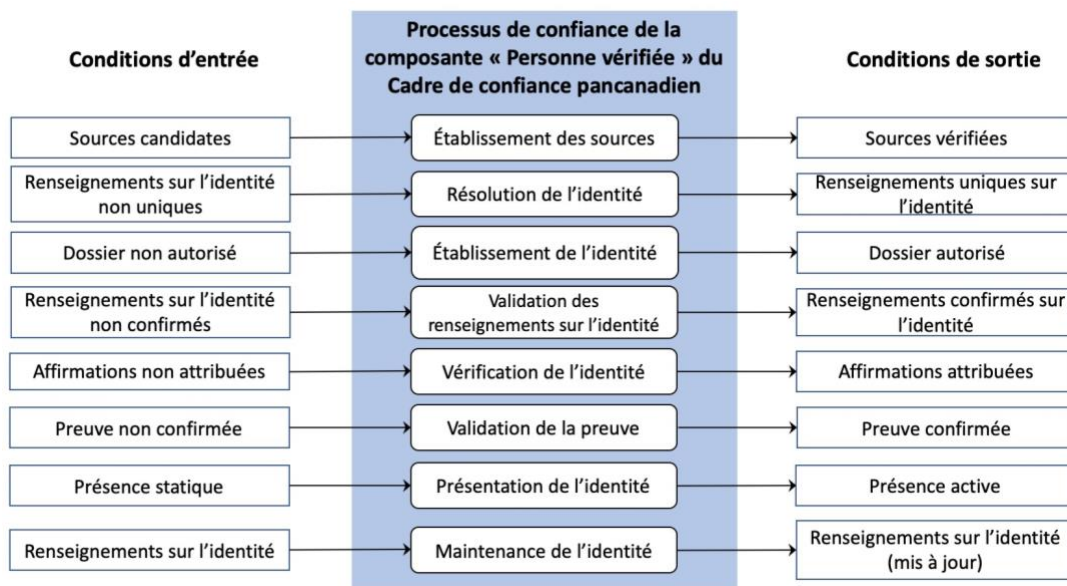 Conditions d'entrée
Processus de confiance de la
composante « Personne vérifiée » du
Cadre de confiance pancanadien
Conditions de sortie
Sources candidates
Établissement des sources
Sources vérifiées
Renseignements sur l'identité
non uniques
Résolution de l'identité
Renseignements uniques sur
l'identité
Dossier non autorisé
Établissement de l'identité
Dossier autorisé
Renseignements sur l'identité
non confirmés
Validation des
renseignements sur l'identité
Renseignements confirmés sur
l'identité
Affirmations non attribuées
Vérification de l'identité
Affirmations attribuées
Preuve non confirmée
Validation de la preuve
Preuve confirmée
Présence statique
Présentation de l'identité
Présence active
Renseignements sur l'identité
Maintenance de l'identité
Renseignements sur l'identité
(mis à jour)